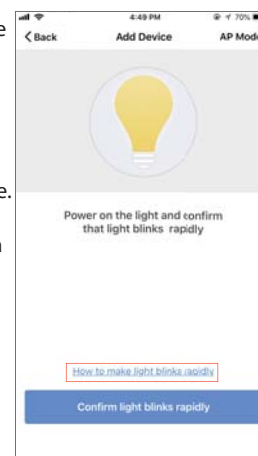 4:49 PM
70%
Back
Add Device
AP Mode
e.
Power on the light and confirm
that light blinks rapidly
How to make light blinks rapidly
Confirm light blinks rapidly